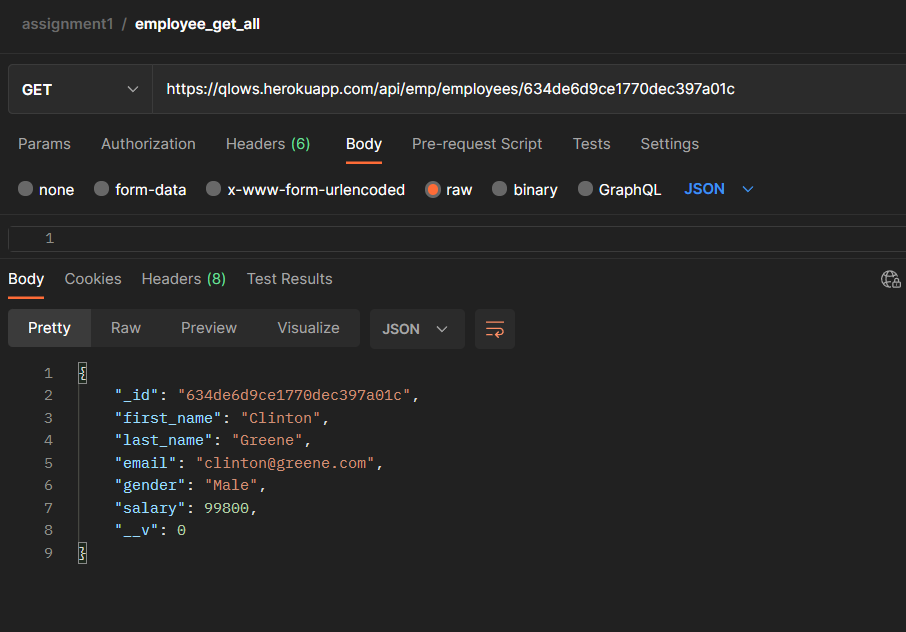 assignment1 / employee_get_all
GET https://qlows.herokuapp.com/api/emp/employees/634de6d9ce1770dec397a01c
Params Authorization Headers (6) Body Pre-request Script Tests Settings
none form-data x-www-form-urlencoded raw binary GraphQL JSON
1
Body Cookies Headers (8) Test Results
Pretty Raw Preview Visualize JSON
1 {
2 "_id": "634de6d9ce1770dec397a01c",
3 "first_name": "Clinton",
4 "last_name": "Greene",
5 "email": "clinton@greene.com",
6 "gender": "Male",
7 "salary": 99800,
8 "__v": 0
9 }